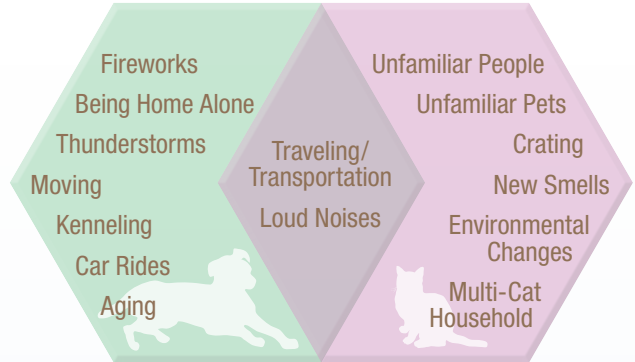 Fireworks
Being Home Alone
Thunderstorms
Moving
Kenneling
Car Rides
Aging
Traveling/
Transportation
Loud Noises
Unfamiliar People
Unfamiliar Pets
Crating
New Smells
Environmental
Changes
Multi-Cat
Household